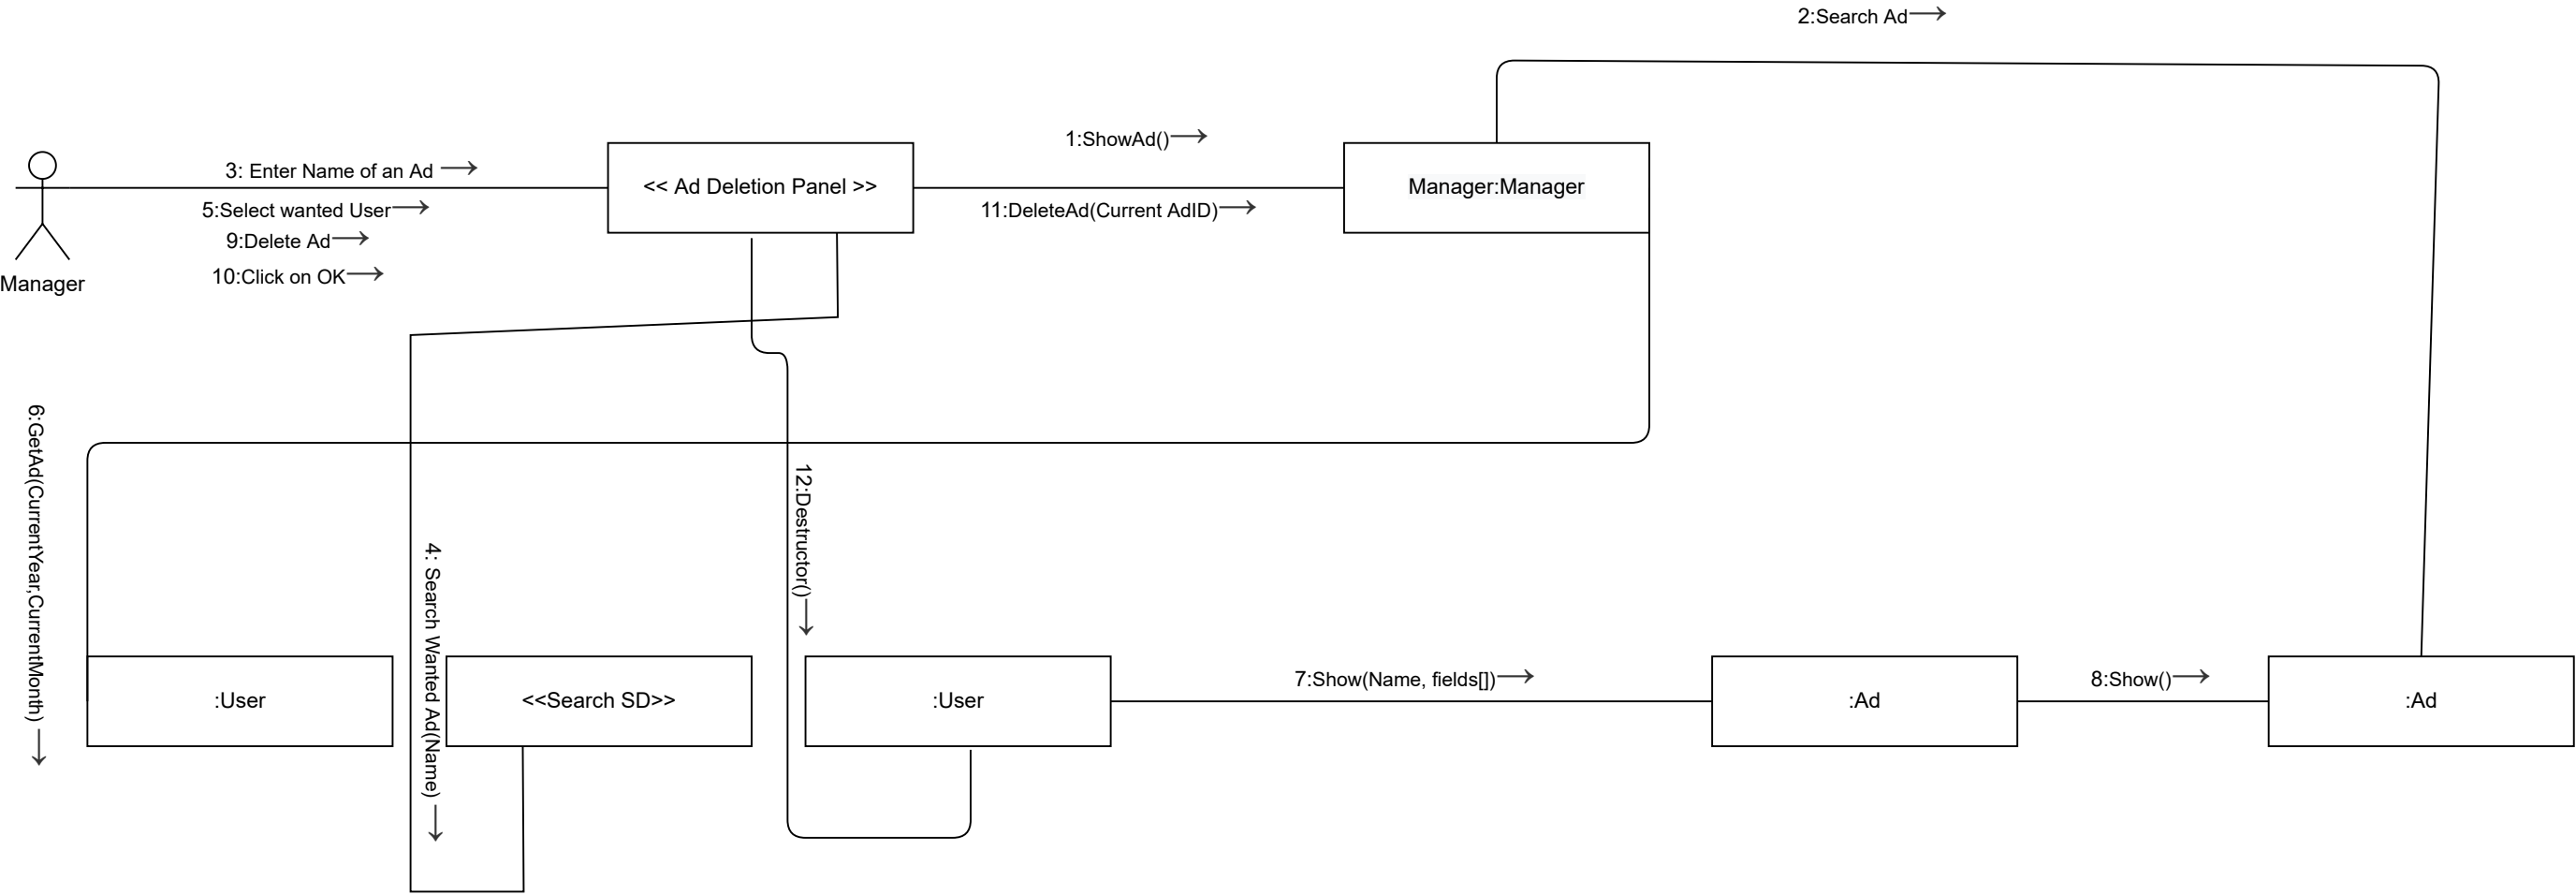 2:Search Ad
1:ShowAd()
3: Enter Name of an Ad
<< Ad Deletion Panel >>
Manager:Manager
5:Select wanted User
11:DeleteAd(Current AdID)
9:Delete Ad
10:Click on OK
Manager
6:GetAd(CurrentYear,CurrentMonth)
4: Search Wanted Ad(Name)
12:Destructor()
:User
<<Search SD>>
:User
7:Show(Name, fields[])
:Ad
8:Show()
:Ad